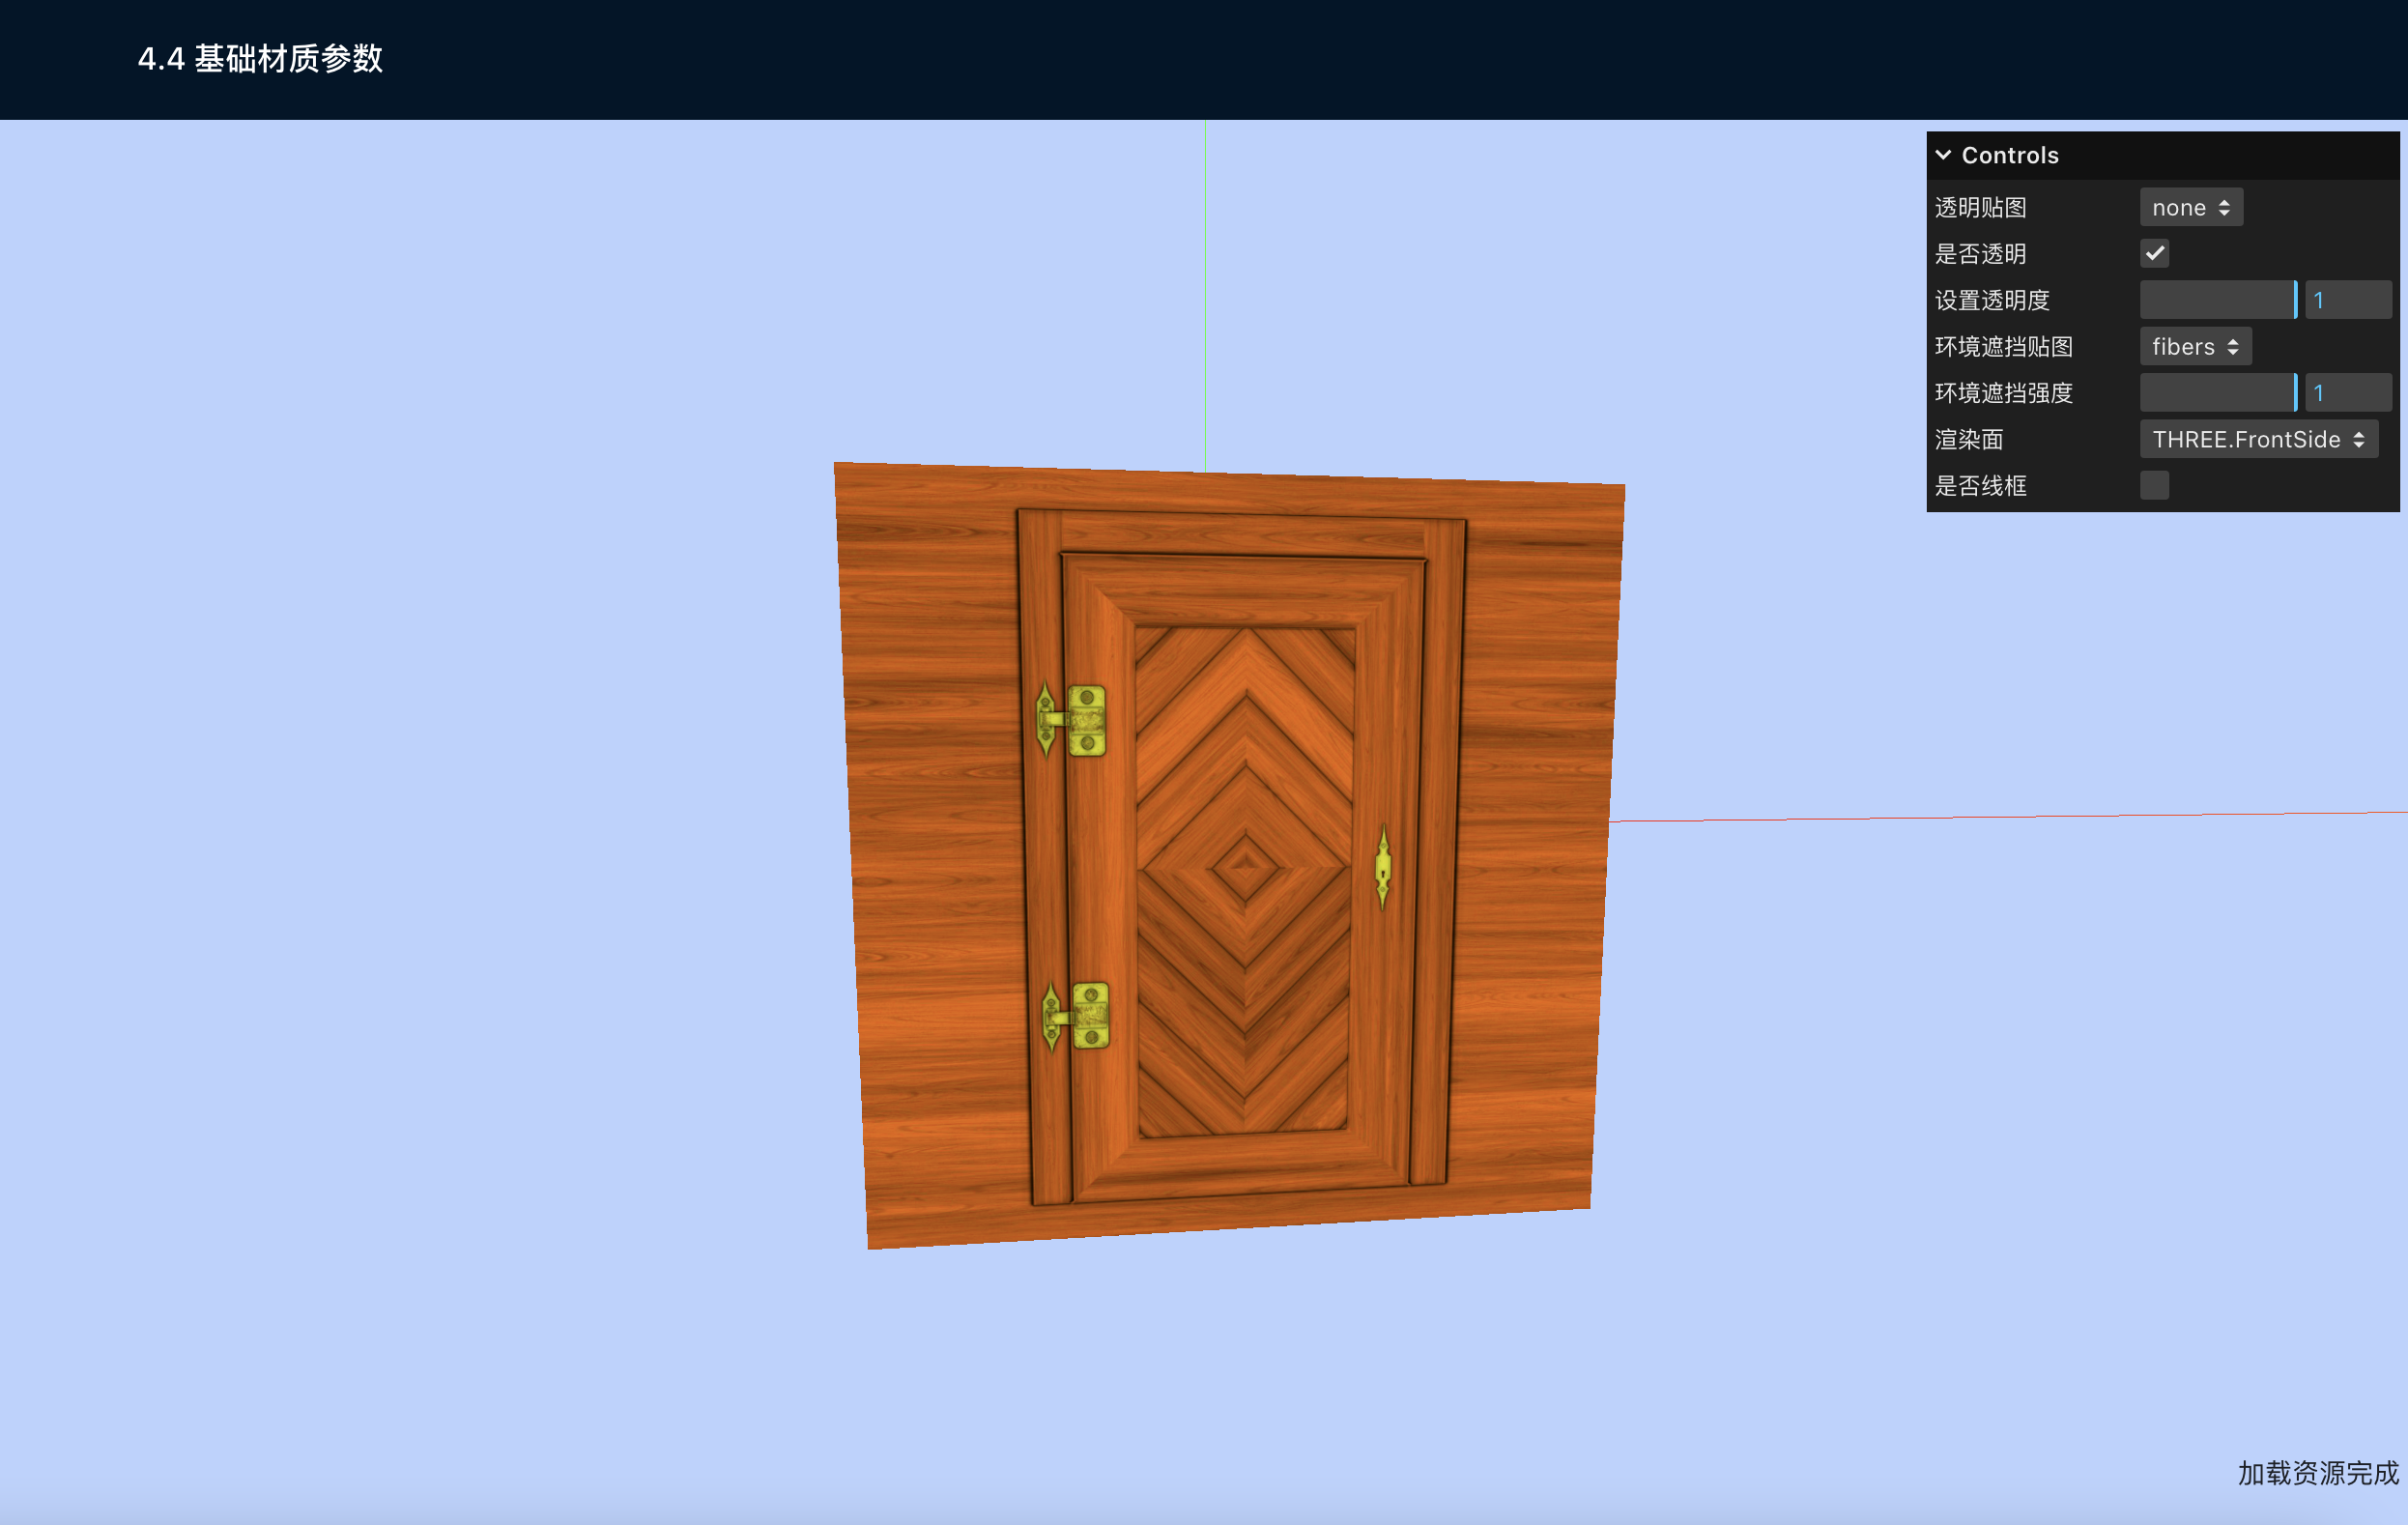 4.4 基础材质参数
Controls
透明贴图 none
是否透明
设置透明度 1
环境遮挡贴图 fibers
环境遮挡强度 1
渲染面 THREE.FrontSide
是否线框
加载资源完成